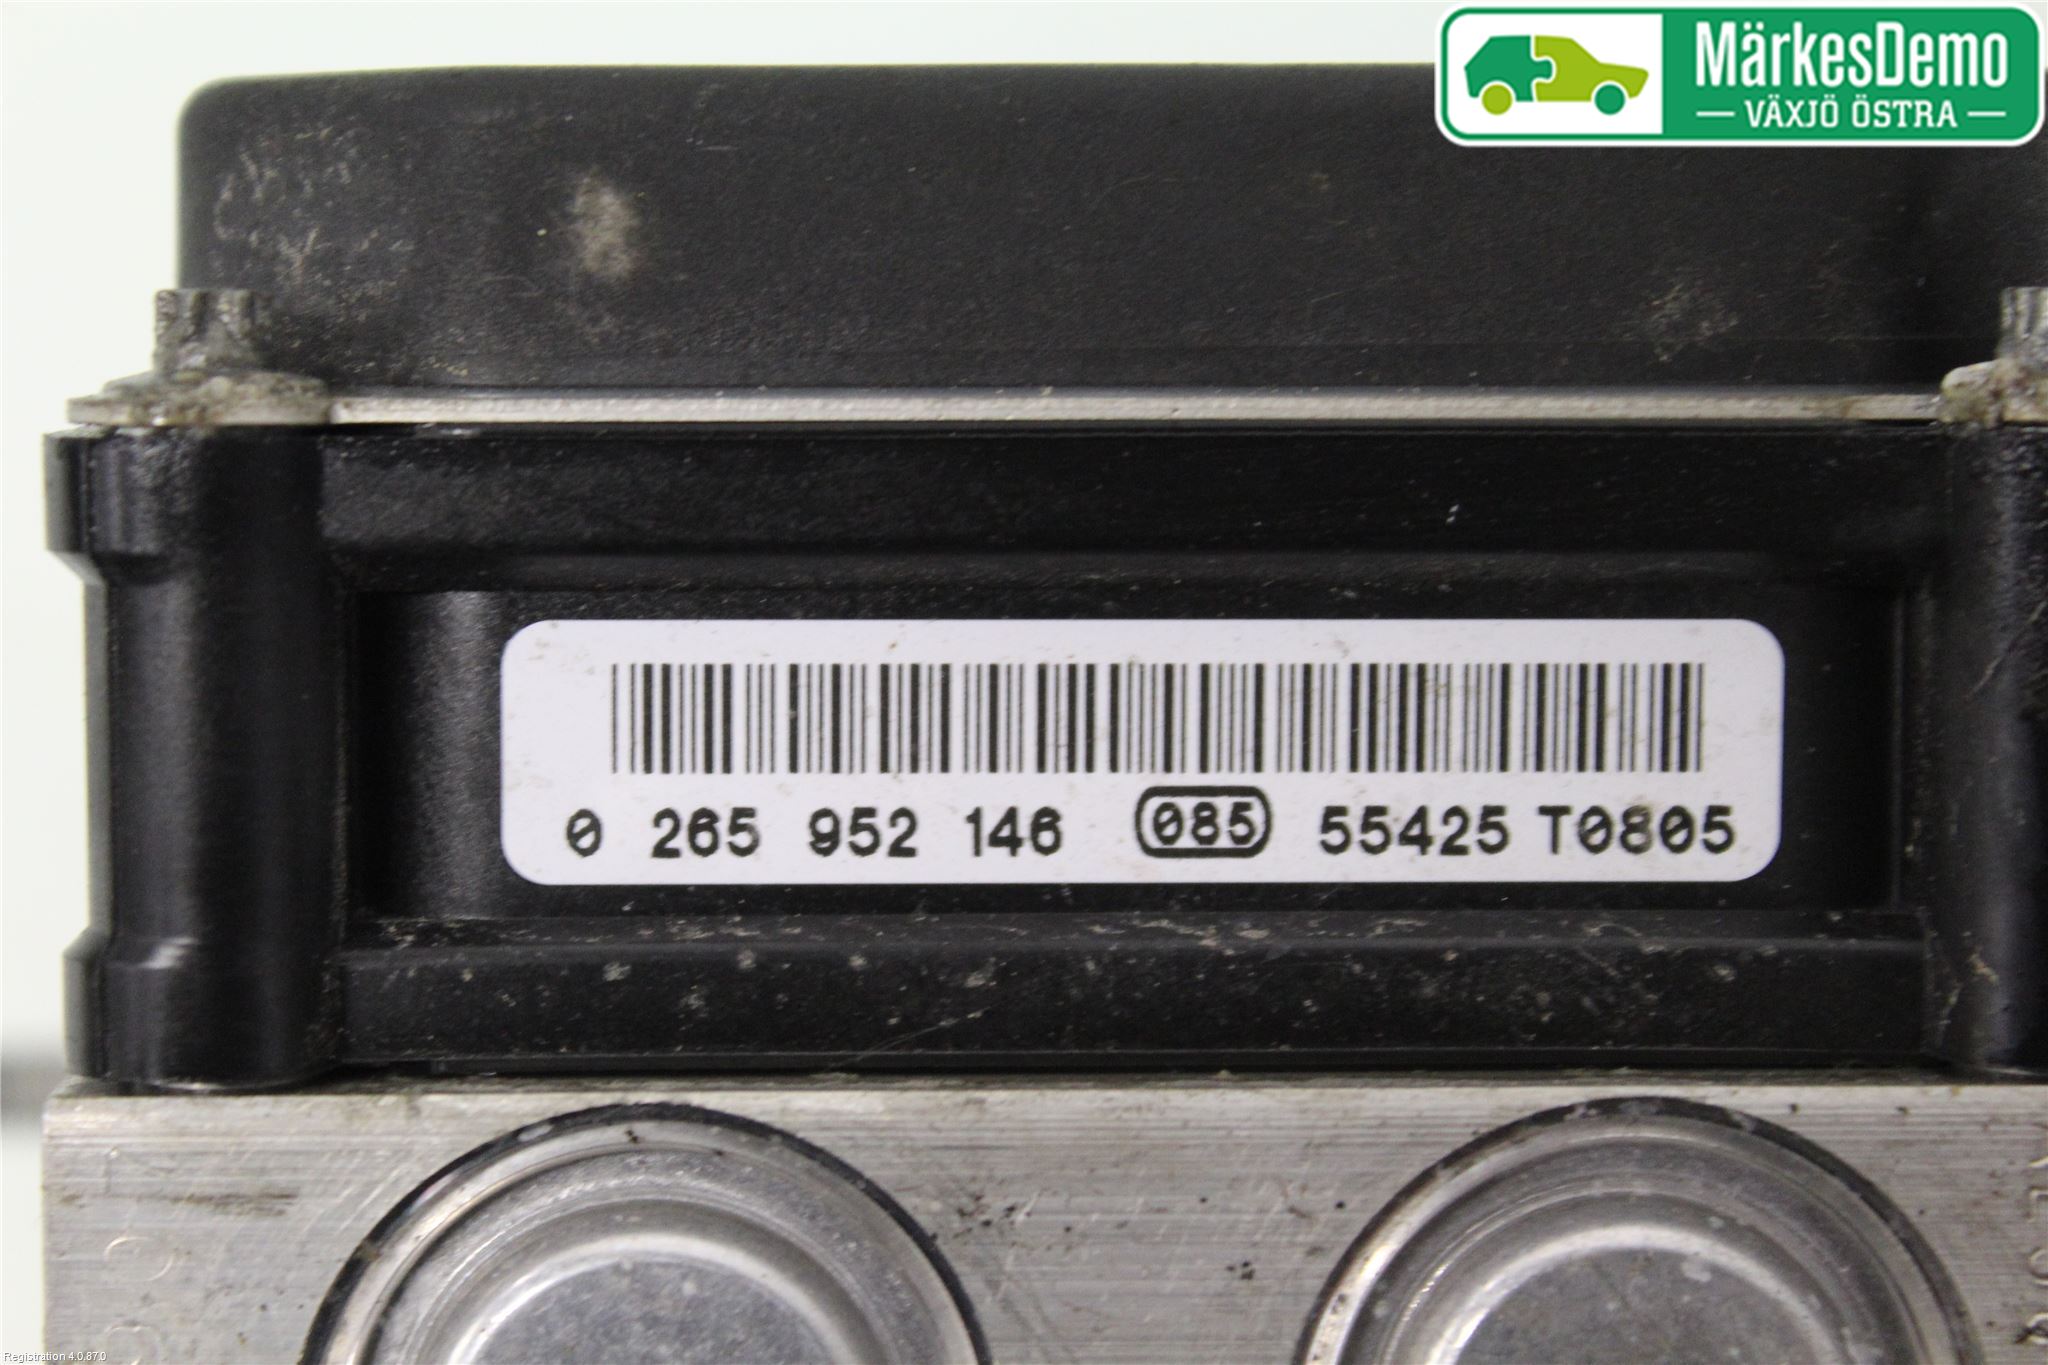 MärkesDemo
VÄXJÖ ÖSTRA
0 265 952 146 085 55425 T0805
Registration 4.0.87.0